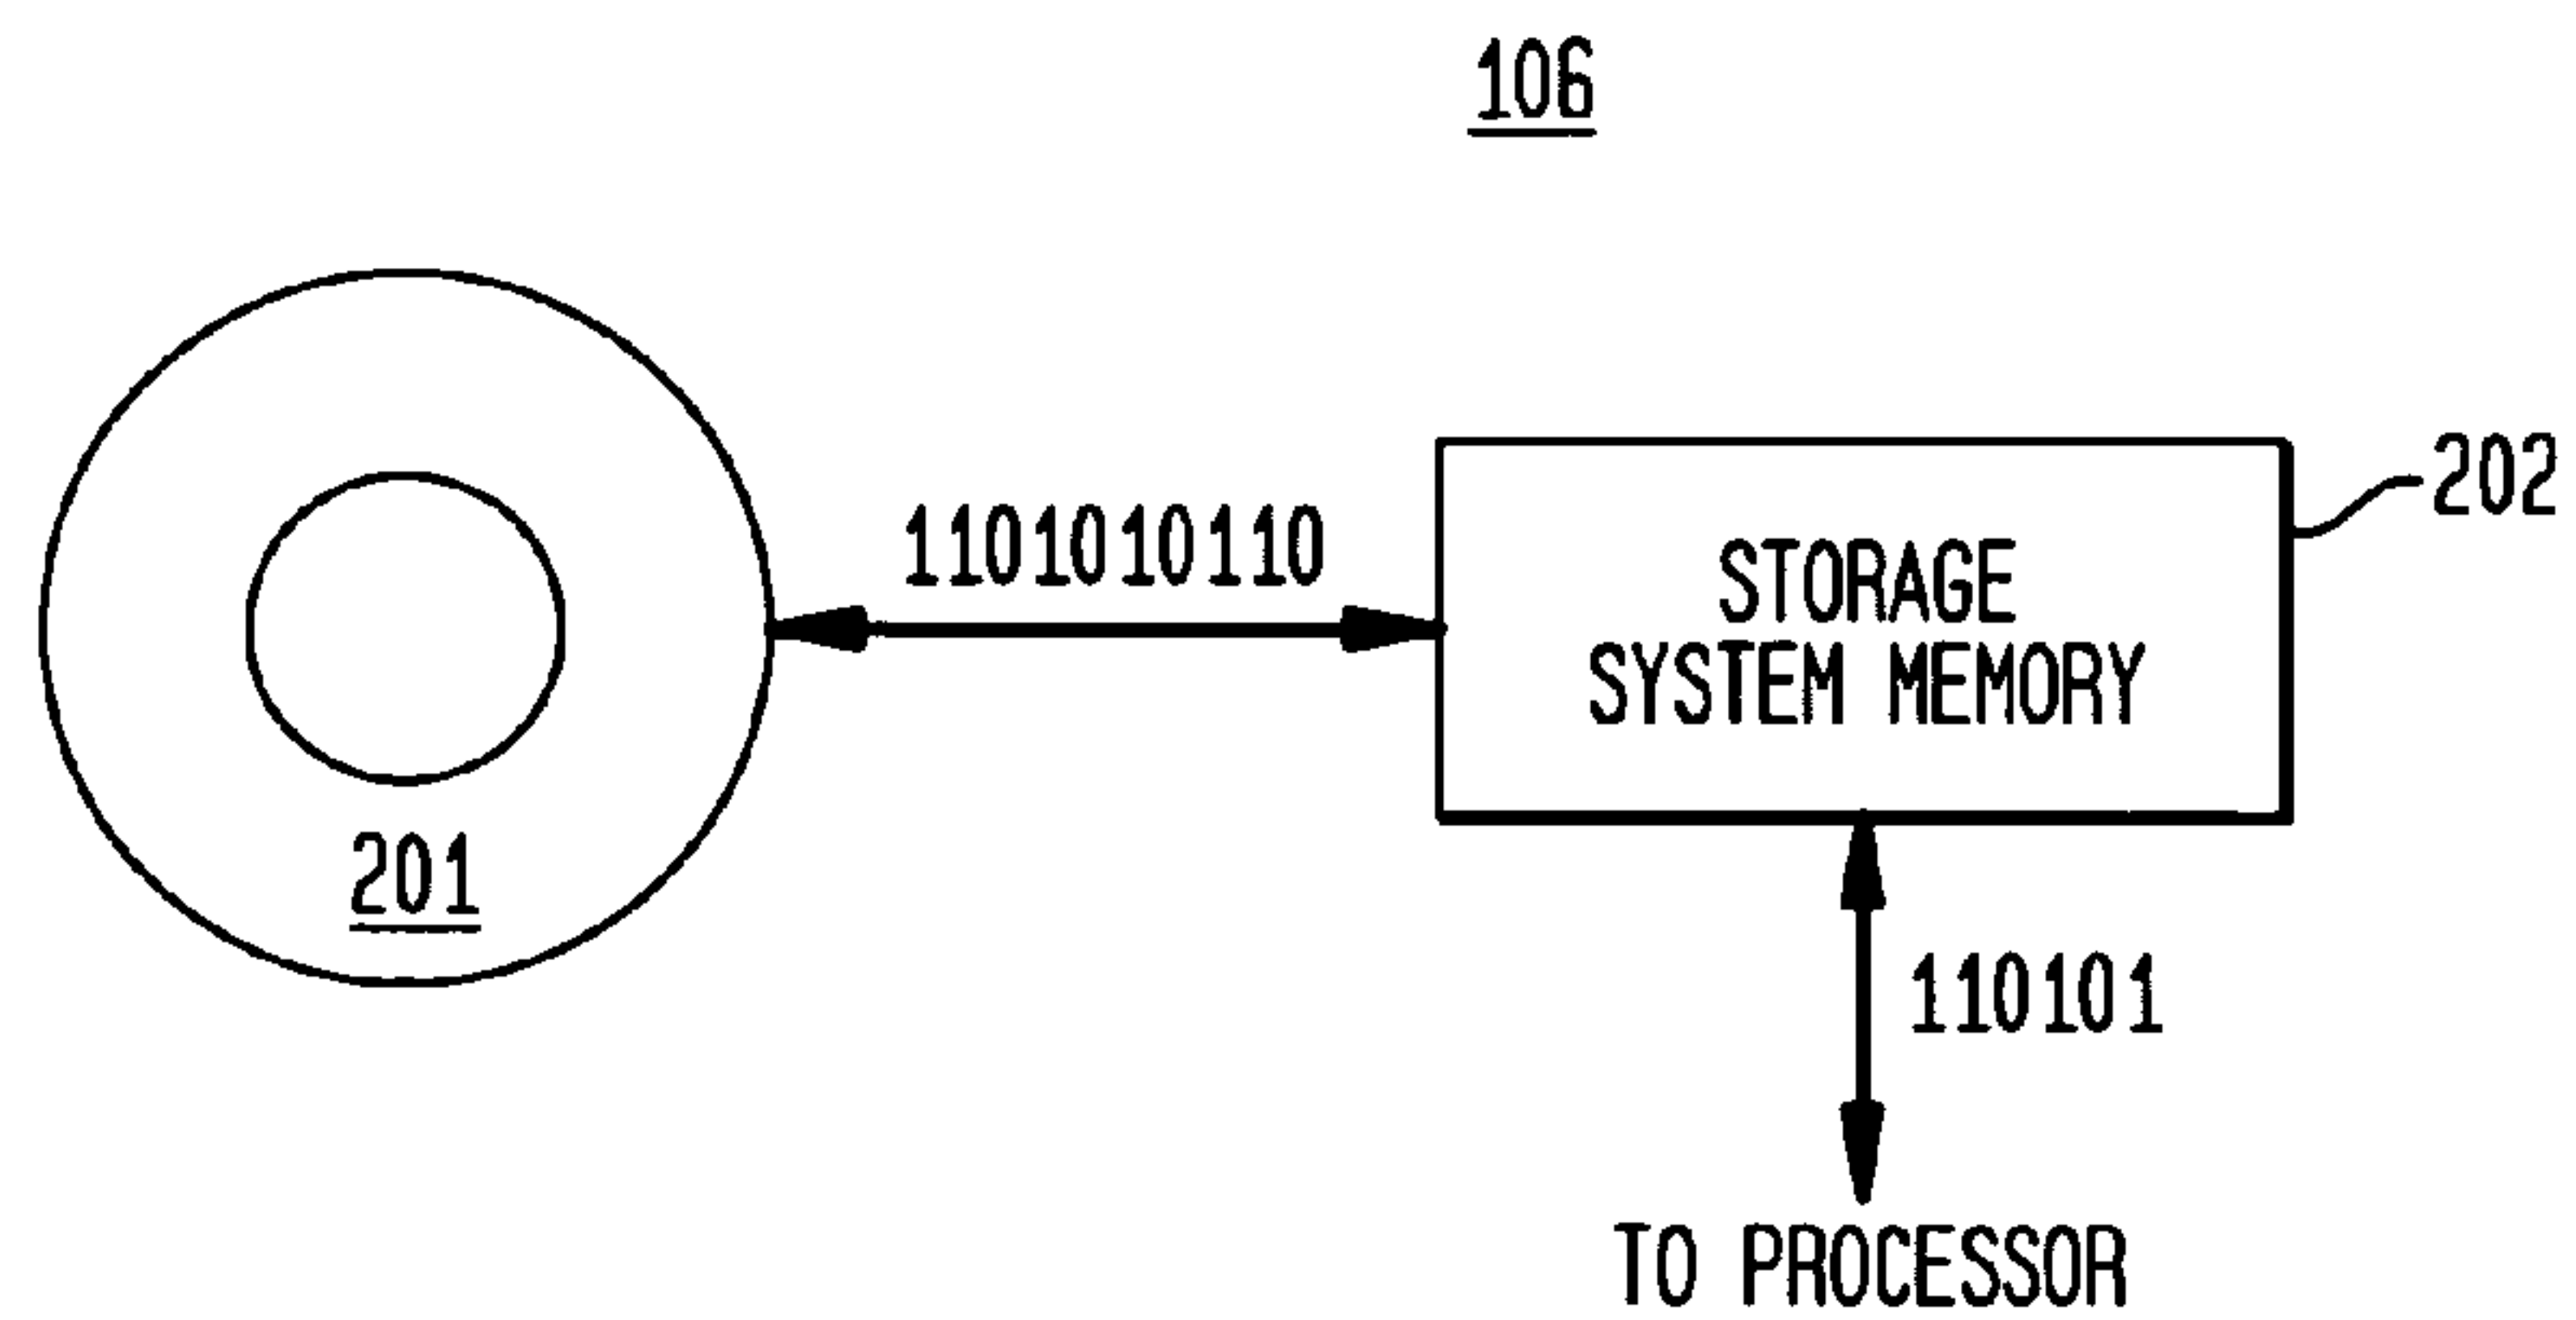 106
1101010110
202
STORAGE
SYSTEM MEMORY
201
110101
TO PROCESSOR